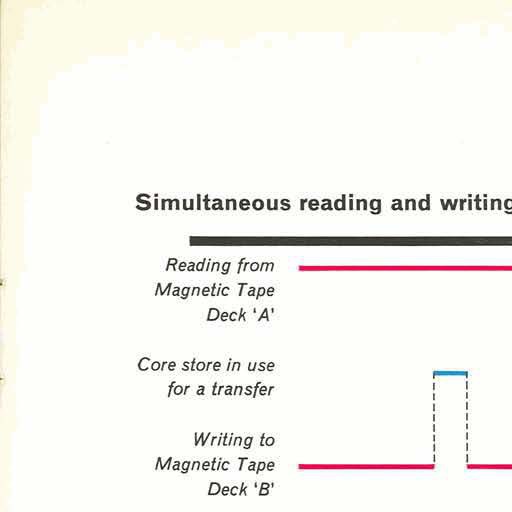 Simultaneous reading and writing
Reading from
Magnetic Tape
Deck ‘A’
Core store in use
for a transfer
Writing to
Magnetic Tape
Deck ‘B’